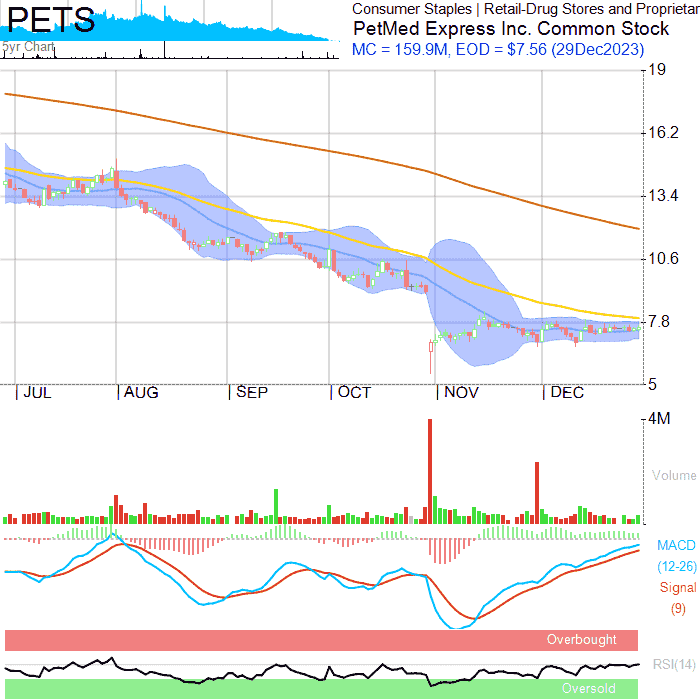 PETS
5yr Chart
Consumer Staples | Retail-Drug Stores and Proprietar
PetMed Express Inc. Common Stock
MC = 159.9M, EOD = $7.56 (29Dec2023)
19
16.2
13.4
10.6
7.8
5
JUL AUG SEP OCT NOV DEC
4M
Volume
MACD
(12-26)
Signal
(9)
Overbought
RSI(14)
Oversold